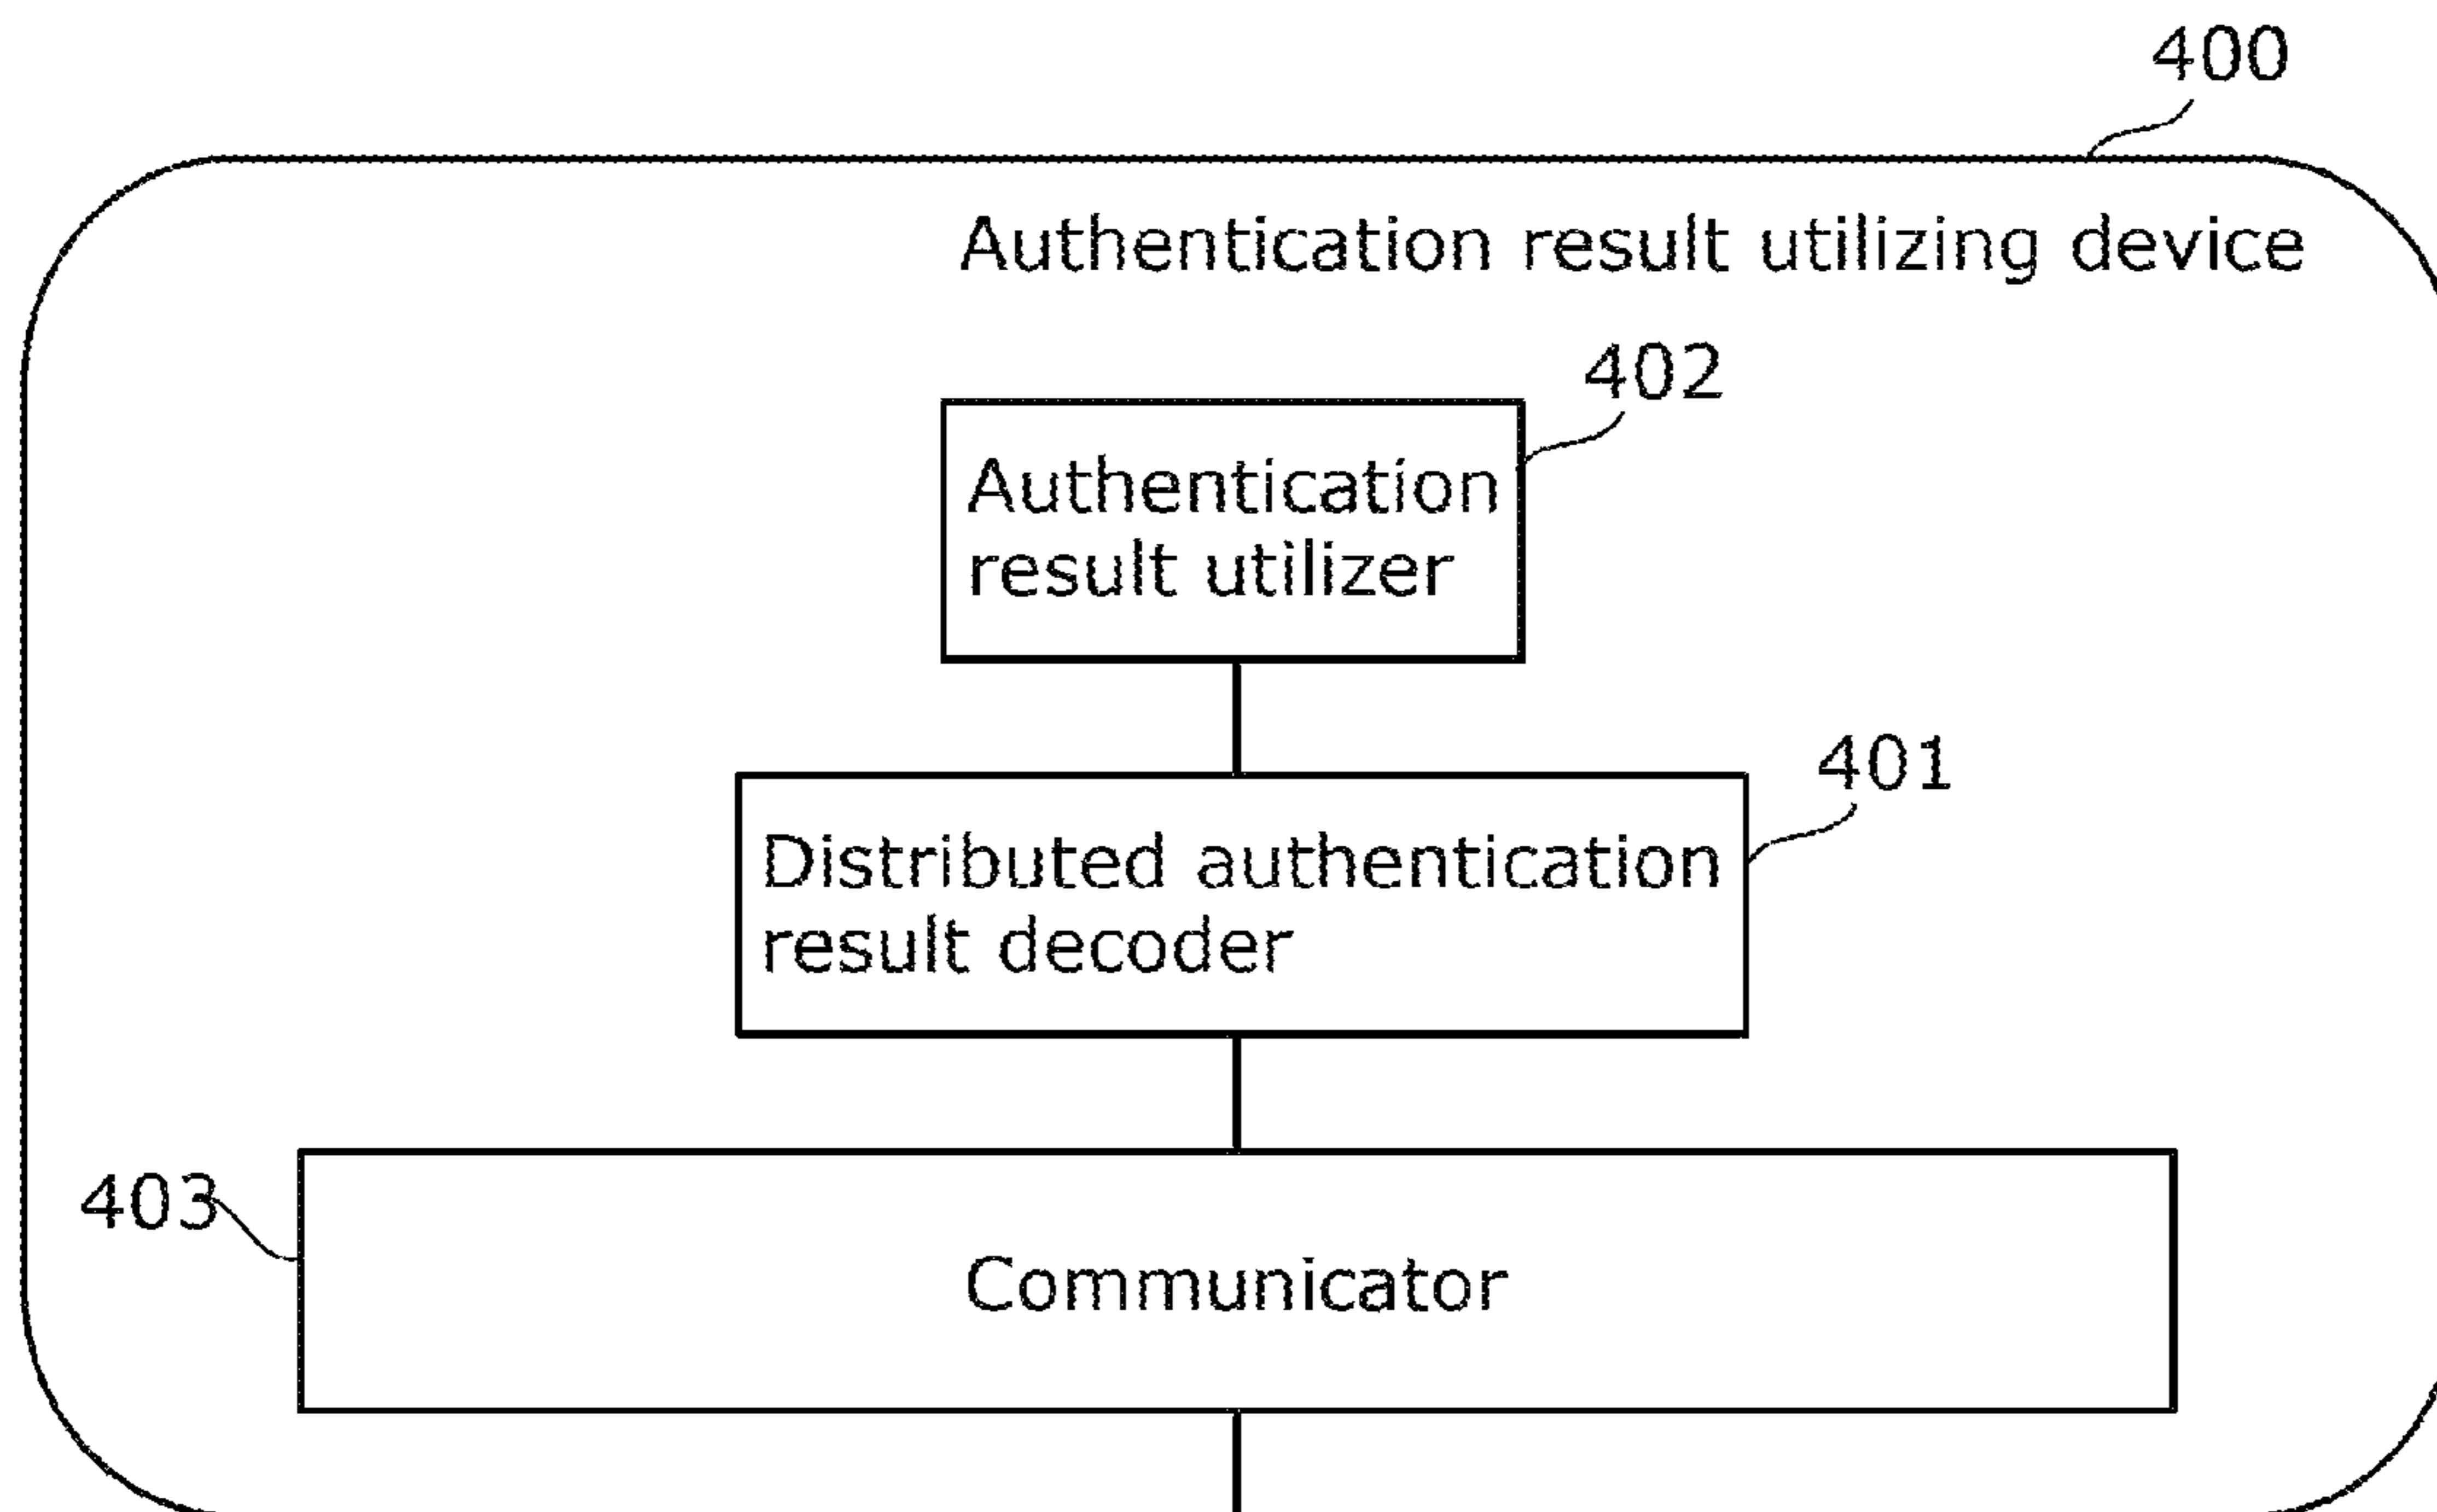 400
Authentication result utilizing device
402
Authentication
result utilizer
401
Distributed authentication
result decoder
403
Communicator